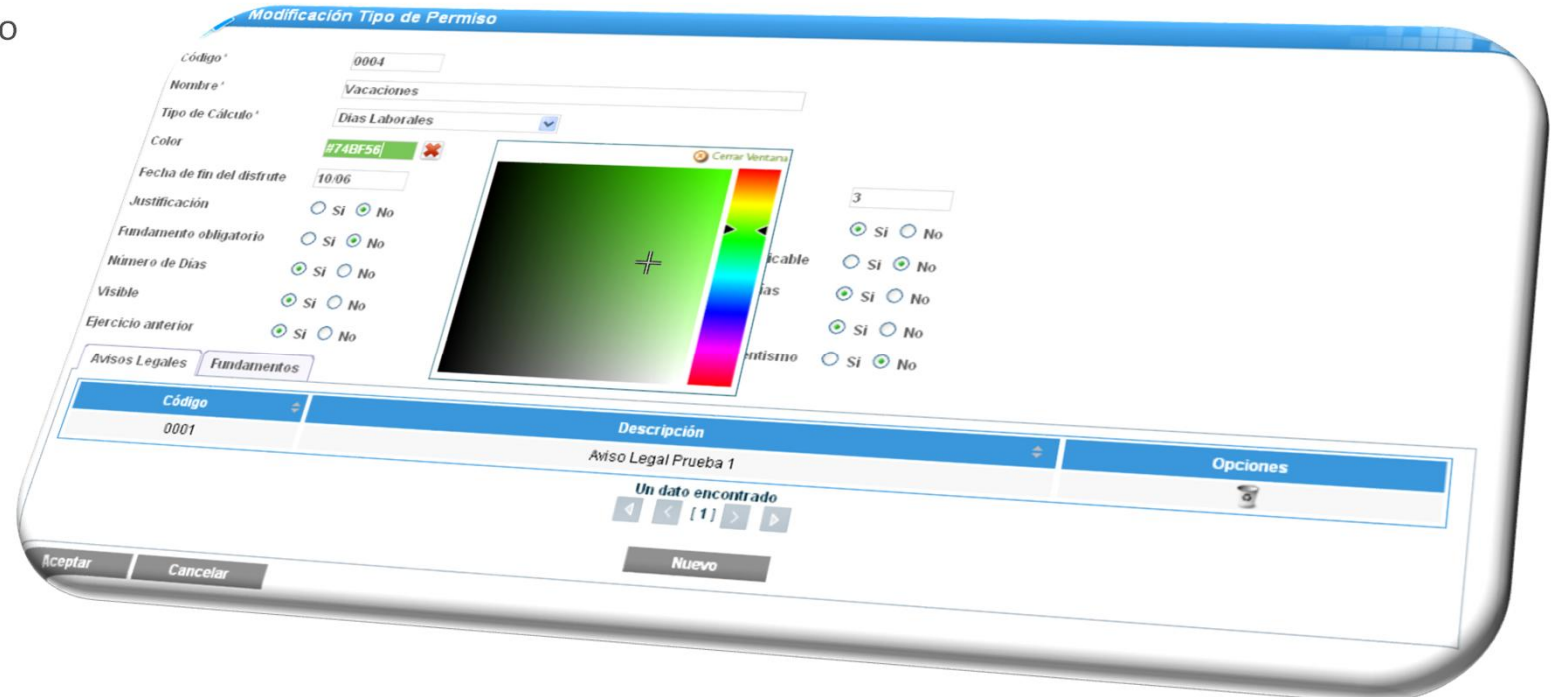 o
Modificación Tipo de Permiso
Código *
0004
Nombre *
Vacaciones
Tipo de Cálculo *
Días Laborales
Color
#74BF56
Cerrar Ventana
Fecha de fin del disfrute
10/06
3
Justificación
Si No
Si No
Fundamento obligatorio
Si No
icable
Si No
Número de Días
Si No
ías
Si No
Visible
Si No
Si No
Ejercicio anterior
Si No
entismo
Si No
Avisos Legales Fundamentos
Código Descripción Opciones
0001 Aviso Legal Prueba 1
Un dato encontrado
[ 1 ]
Nuevo
Aceptar Cancelar